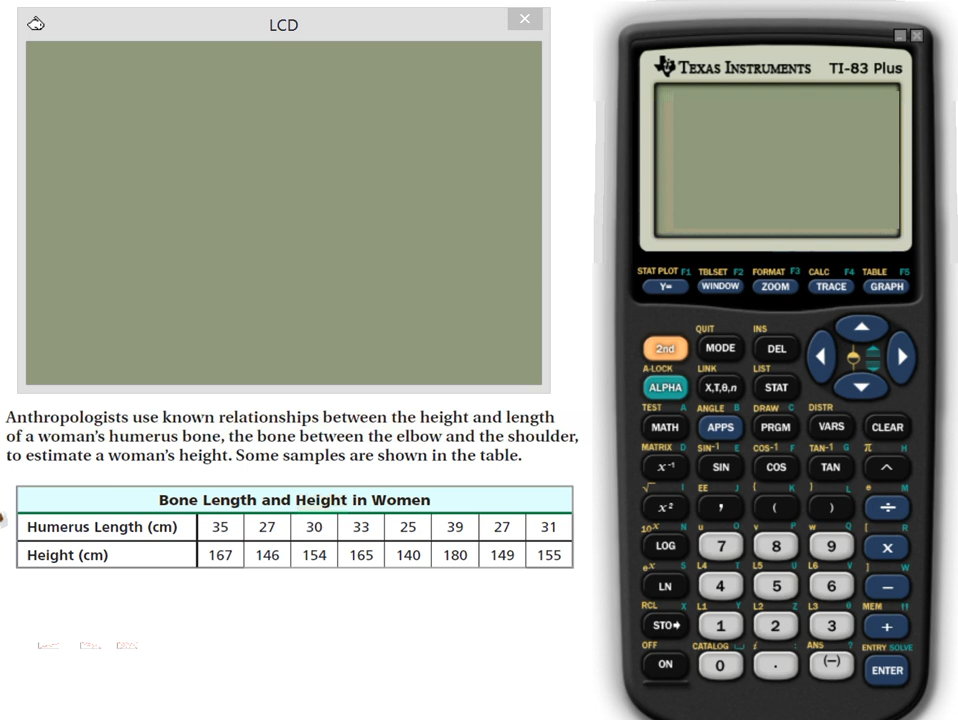 LCD
Anthropologists use known relationships between the height and length
of a woman's humerus bone, the bone between the elbow and the shoulder,
to estimate a woman's height. Some samples are shown in the table.
Bone Length and Height in Women
Humerus Length (cm) 35 27 30 33 25 39 27 31
Height (cm) 167 146 154 165 140 180 149 155
TEXAS INSTRUMENTS TI-83 Plus
STAT PLOT F1 TBLSET F2 FORMAT F3 CALC F4 TABLE F5
Y= WINDOW ZOOM TRACE GRAPH
QUIT INS
2nd MODE DEL
A-LOCK LINK LIST
ALPHA X,T,θ,n STAT
TEST A ANGLE B DRAW C DISTR
MATH APPS PRGM VARS CLEAR
MATRIX D SIN-1 E COS-1 F TAN-1 G π H
x-1 SIN COS TAN ^
√ I EE J { K } L e M
x² , ( ) ÷
10x N u O v P w Q [ R
LOG 7 8 9 x
ex S L4 T L5 U L6 V ] W
LN 4 5 6 −
RCL X L1 Y L2 Z L3 θ MEM "
STO➔ 1 2 3 +
OFF CATALOG i : ANS ? ENTRY SOLVE
ON 0 . (−) ENTER